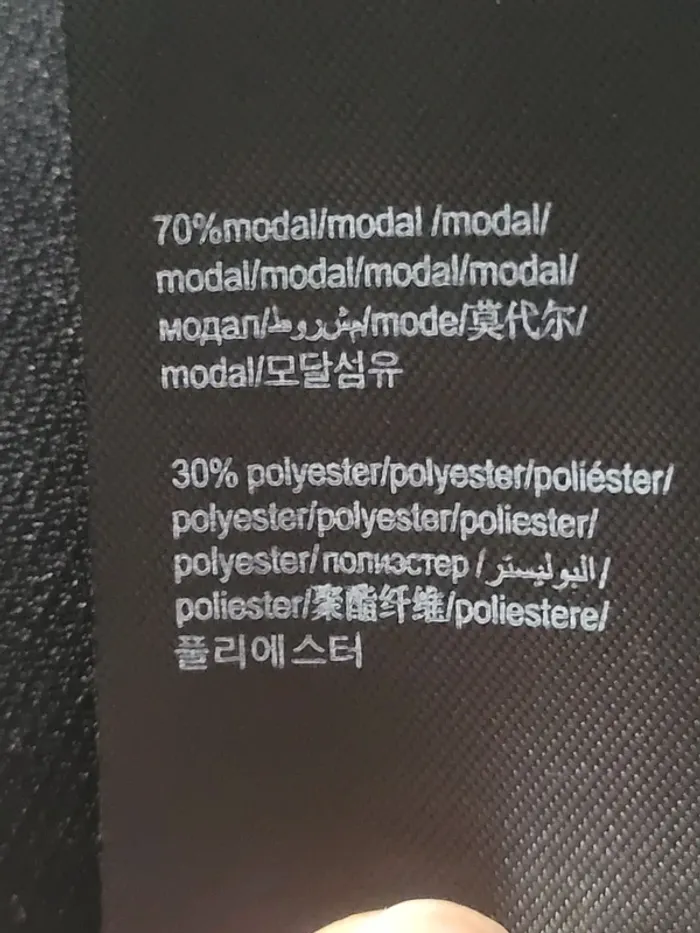 70%modal/modal /modal/
modal/modal/modal/modal/
модал/مشروط/mode/莫代尔/
modal/모달섬유
30% polyester/polyester/poliéster/
polyester/polyester/poliester/
polyester/полиэстер /البوليستر/
poliester/聚酯纤维/poliestere/
폴리에스터